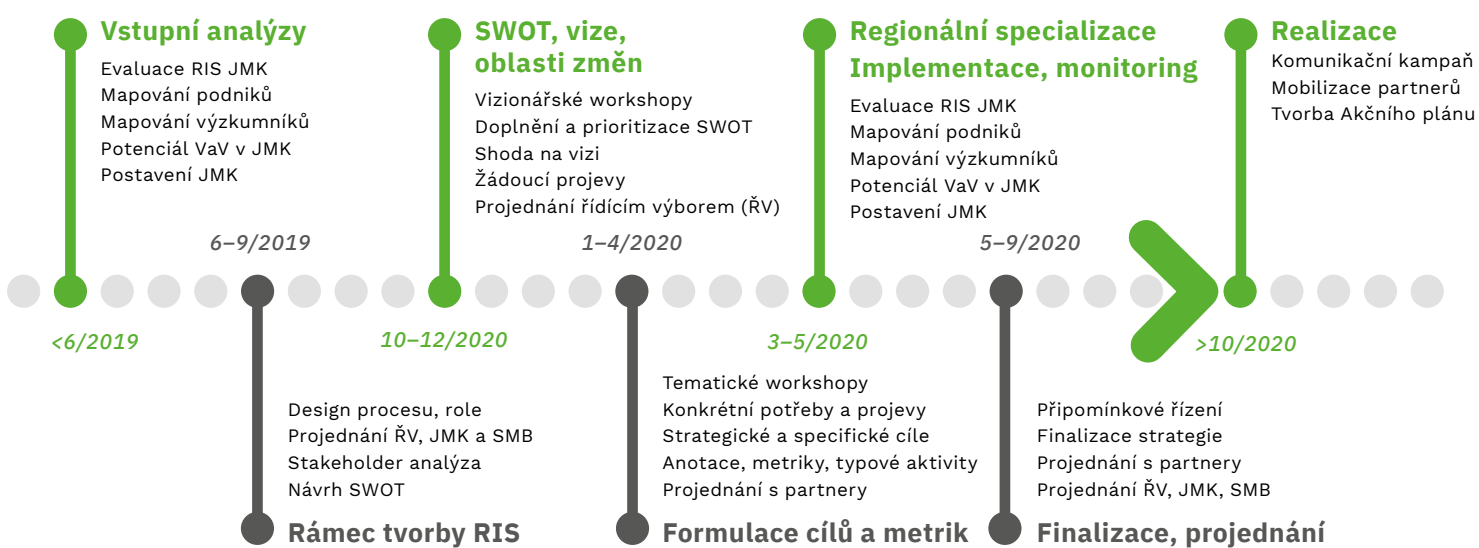 Vstupní analýzy
Evaluace RIS JMK
Mapování podniků
Mapování výzkumníků
Potenciál VaV v JMK
Postavení JMK
SWOT, vize,
oblasti změn
Vizionářské workshopy
Doplnění a prioritizace SWOT
Shoda na vizi
Žádoucí projevy
Projednání řídícím výborem (ŘV)
Regionální specializace
Implementace, monitoring
Evaluace RIS JMK
Mapování podniků
Mapování výzkumníků
Potenciál VaV v JMK
Postavení JMK
Realizace
Komunikační kampaň
Mobilizace partnerů
Tvorba Akčního plánu
6–9/2019
1–4/2020
5–9/2020
<6/2019
10–12/2020
3–5/2020
>10/2020
Design procesu, role
Projednání ŘV, JMK a SMB
Stakeholder analýza
Návrh SWOT
Rámec tvorby RIS
Tematické workshopy
Konkrétní potřeby a projevy
Strategické a specifické cíle
Anotace, metriky, typové aktivity
Projednání s partnery
Formulace cílů a metrik
Připomínkové řízení
Finalizace strategie
Projednání s partnery
Projednání ŘV, JMK, SMB
Finalizace, projednání